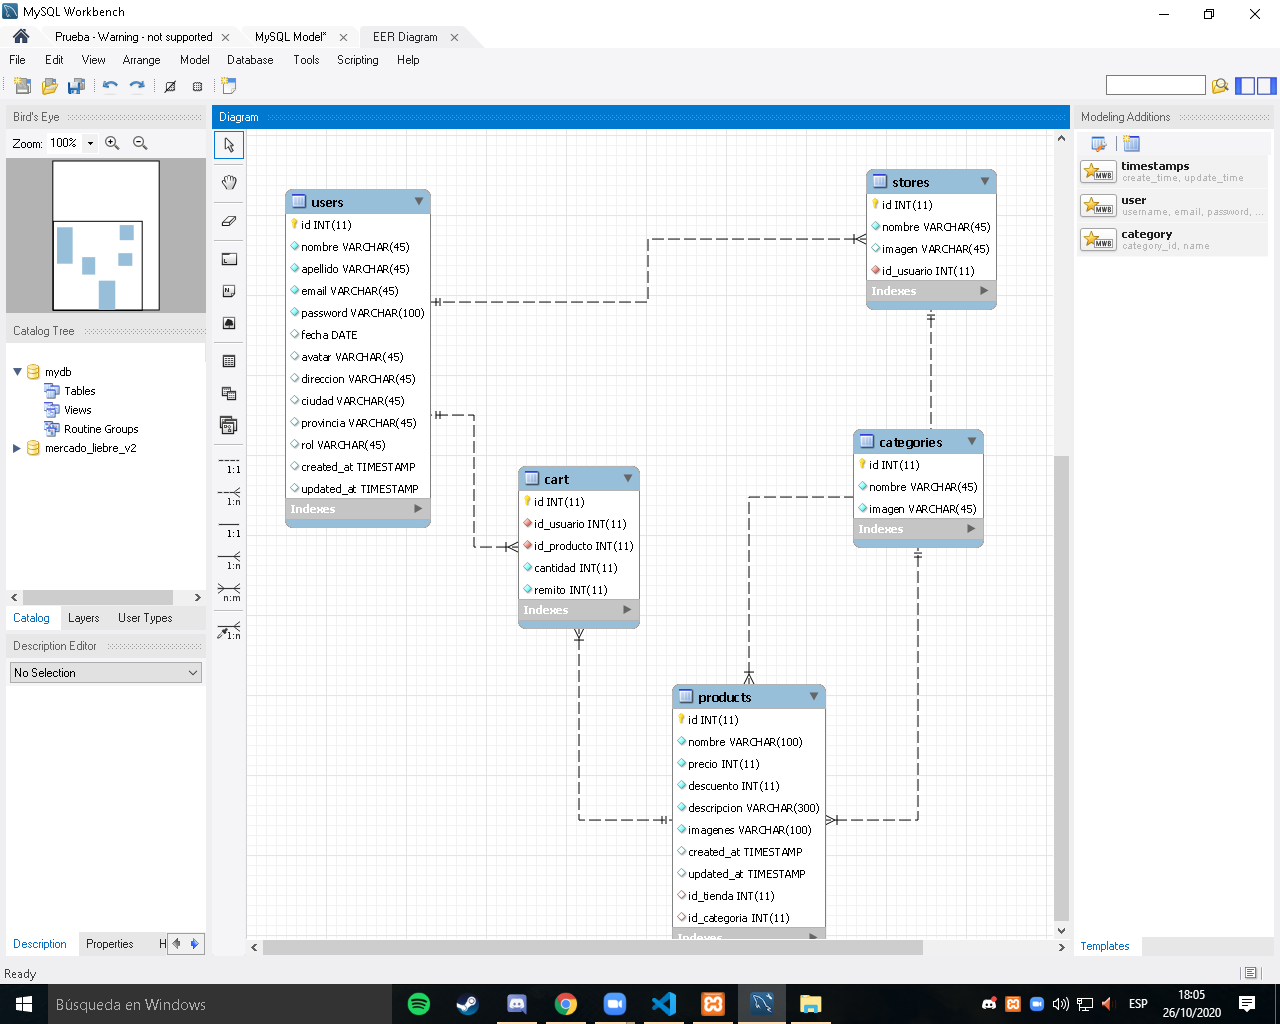 MySQL Workbench
Prueba - Warning - not supported
MySQL Model*
EER Diagram
File Edit View Arrange Model Database Tools Scripting Help
Bird's Eye
Zoom: 100%
Catalog Tree
mydb
Tables
Views
Routine Groups
mercado_liebre_v2
Catalog Layers User Types
Description Editor
No Selection
Description Properties H
Ready
Diagram
1:1
1:n
1:1
1:n
n:m
1:n
users
id INT(11)
nombre VARCHAR(45)
apellido VARCHAR(45)
email VARCHAR(45)
password VARCHAR(100)
fecha DATE
avatar VARCHAR(45)
direccion VARCHAR(45)
ciudad VARCHAR(45)
provincia VARCHAR(45)
rol VARCHAR(45)
created_at TIMESTAMP
updated_at TIMESTAMP
Indexes
stores
id INT(11)
nombre VARCHAR(45)
imagen VARCHAR(45)
id_usuario INT(11)
Indexes
categories
id INT(11)
nombre VARCHAR(45)
imagen VARCHAR(45)
Indexes
cart
id INT(11)
id_usuario INT(11)
id_producto INT(11)
cantidad INT(11)
remito INT(11)
Indexes
products
id INT(11)
nombre VARCHAR(100)
precio INT(11)
descuento INT(11)
descripcion VARCHAR(300)
imagenes VARCHAR(100)
created_at TIMESTAMP
updated_at TIMESTAMP
id_tienda INT(11)
id_categoria INT(11)
Indexes
Modeling Additions
MWB
timestamps
create_time, update_time
MWB
user
username, email, password, ...
MWB
category
category_id, name
Templates
Búsqueda en Windows
ESP
18:05
26/10/2020